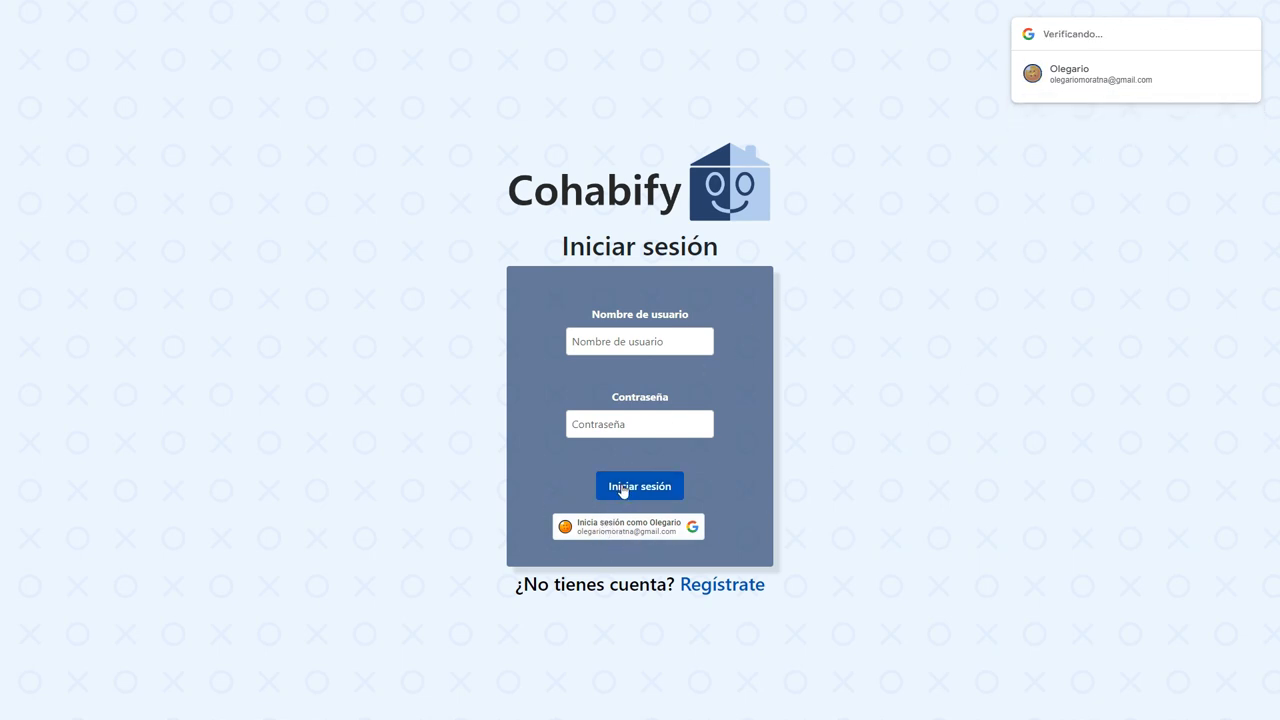 Verificando...
Olegario
olegariomoratna@gmail.com
Cohabify
Iniciar sesión
Nombre de usuario
Nombre de usuario
Contraseña
Contraseña
Iniciar sesión
Inicia sesión como Olegario
olegariomoratna@gmail.com
¿No tienes cuenta? Regístrate